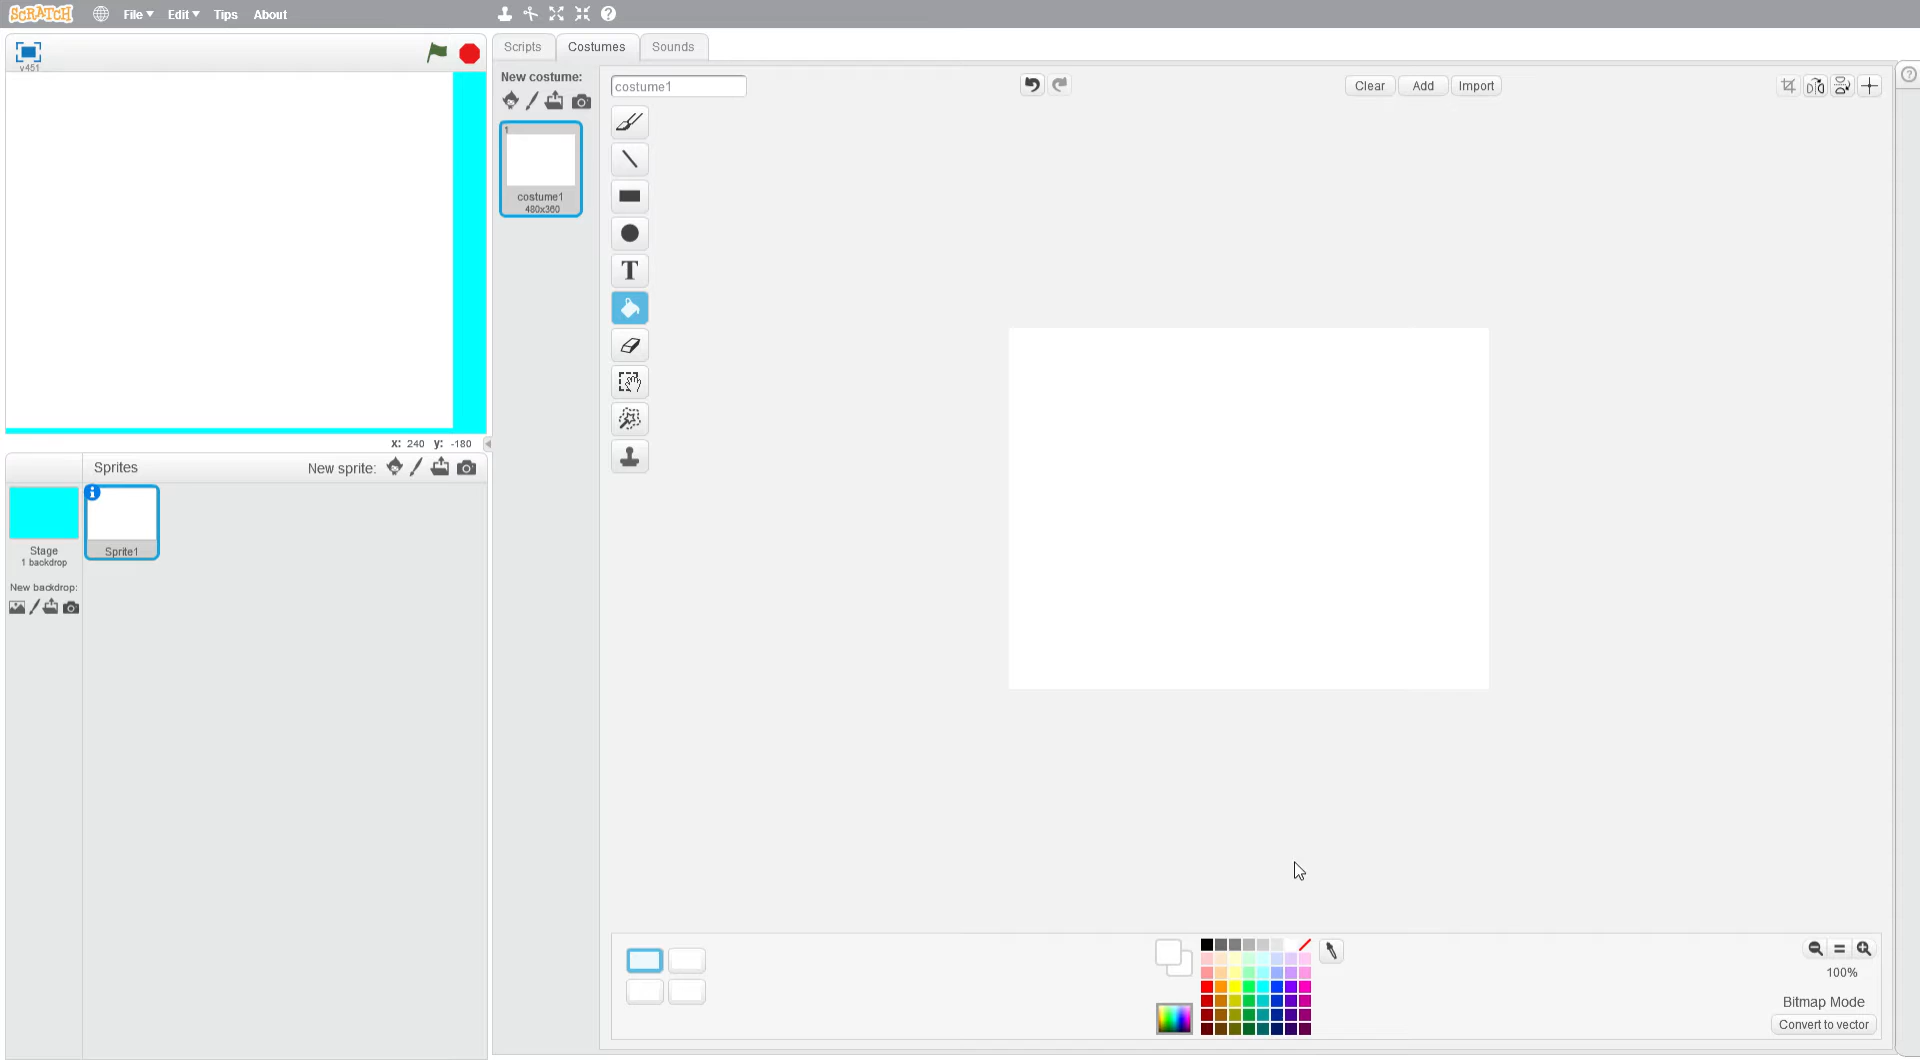 SCRATCH File Edit Tips About
v451
Scripts Costumes Sounds
New costume:
costume1
Clear Add Import
1
costume1
480x360
T
x: 240 y: -180
Sprites
New sprite:
Stage
1 backdrop
Sprite1
New backdrop:
100%
Bitmap Mode
Convert to vector